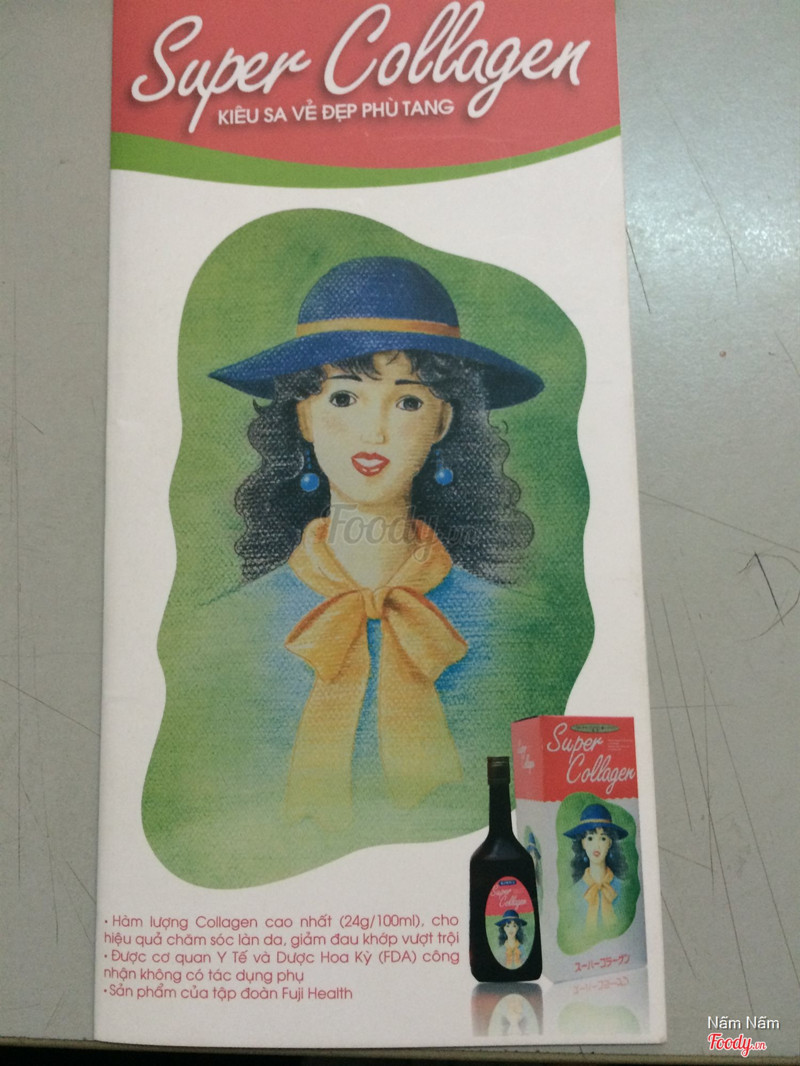 Super Collagen
KIÊU SA VẺ ĐẸP PHÙ TANG
Foody.vn
Super
Collagen
Super
Collagen
スーパーコラーゲン
• Hàm lượng Collagen cao nhất (24g/100ml), cho
hiệu quả chăm sóc làn da, giảm đau khớp vượt trội
• Được cơ quan Y Tế và Dược Hoa Kỳ (FDA) công
nhận không có tác dụng phụ
• Sản phẩm của tập đoàn Fuji Health
Nấm Nấm
Foody.vn